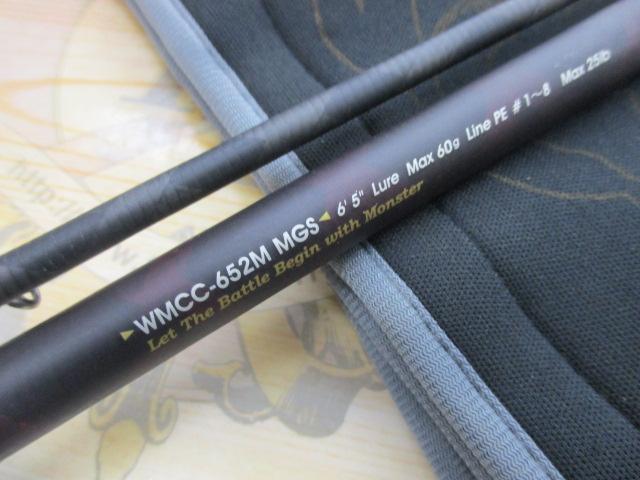 WMCC-652M MGS 6' 5" Lure Max 60g Line PE #1~8 Max 25lb
Let The Battle Begin with Monster
http://